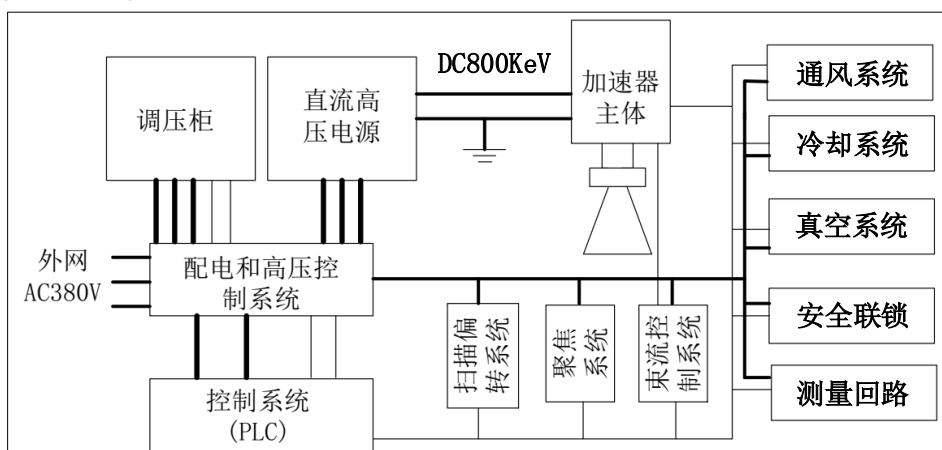 调压柜
直流高
压电源
DC800KeV
加速器
主体
通风系统
冷却系统
真空系统
安全联锁
测量回路
外网
AC380V
配电和高压控
制系统
扫描偏
转系统
聚焦
系统
束流控
制系统
控制系统
(PLC)